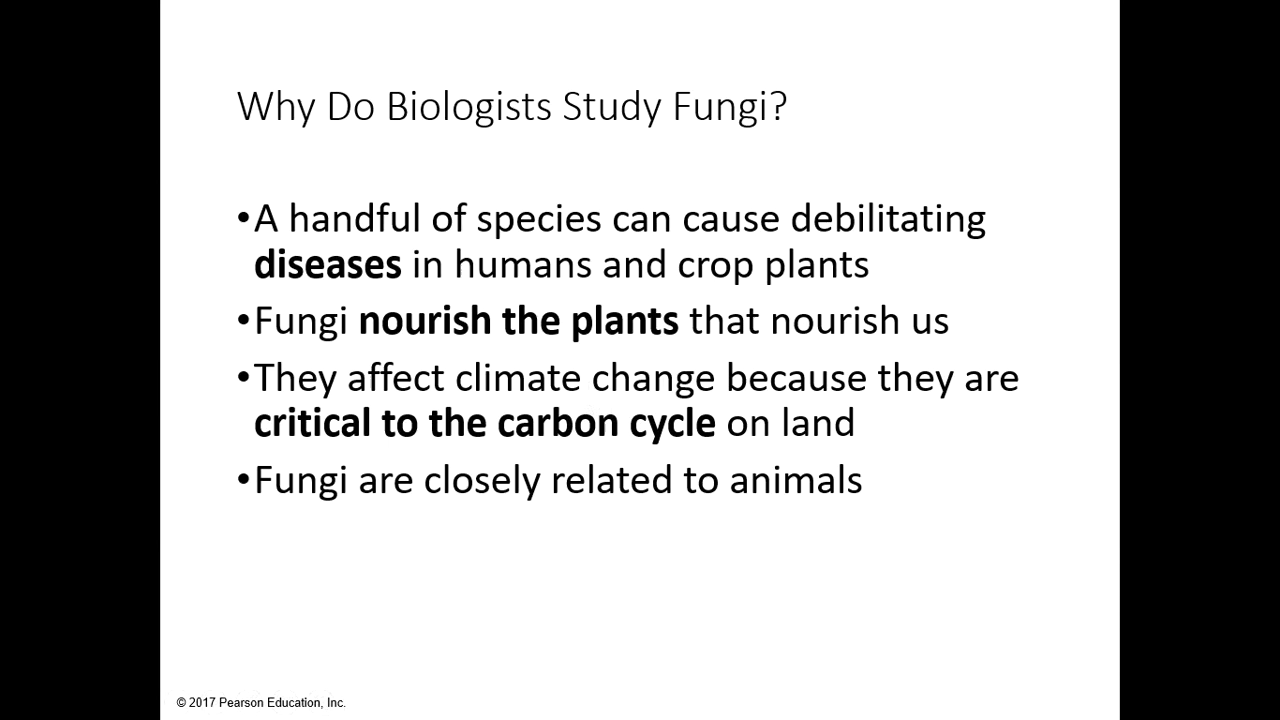 Why Do Biologists Study Fungi?
•A handful of species can cause debilitating
diseases in humans and crop plants
•Fungi nourish the plants that nourish us
•They affect climate change because they are
critical to the carbon cycle on land
•Fungi are closely related to animals
© 2017 Pearson Education, Inc.